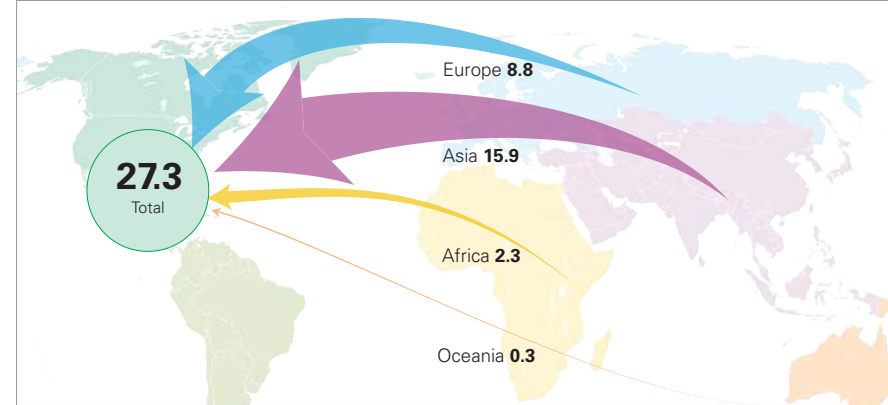 Europe 8.8
Asia 15.9
27.3
Total
Africa 2.3
Oceania 0.3